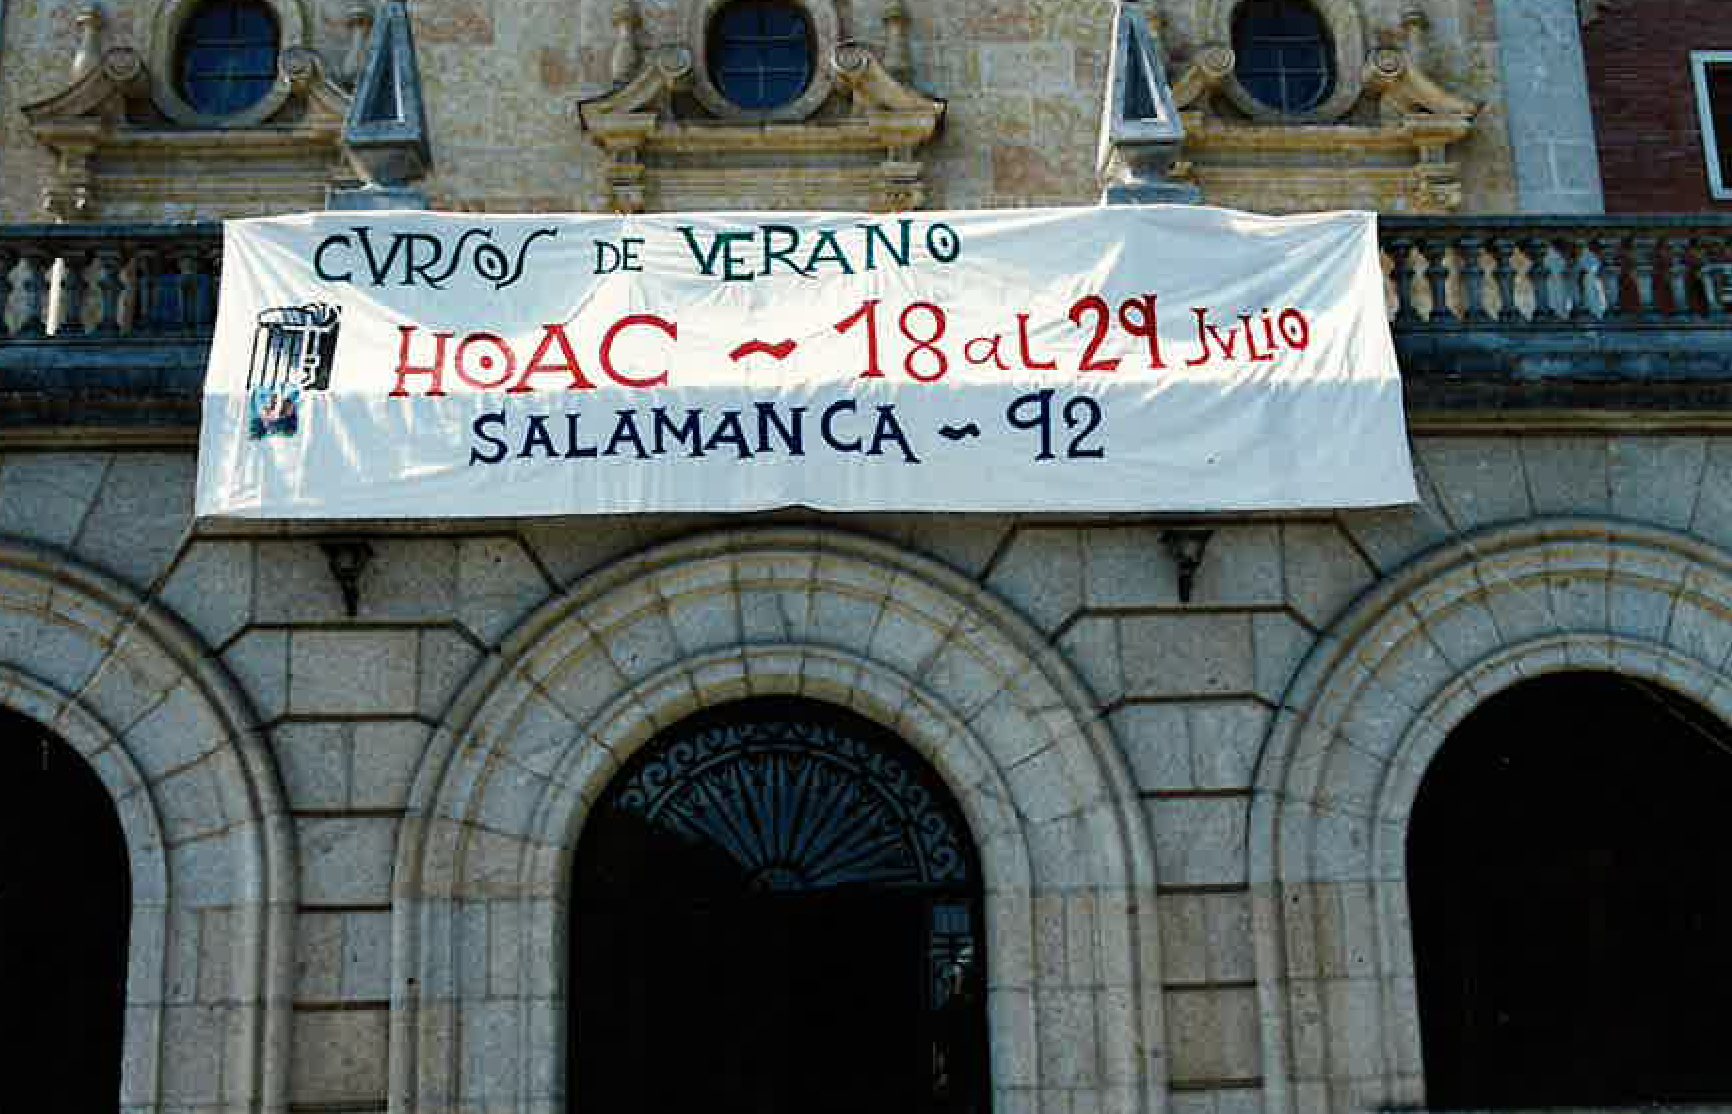 CVRSOS DE VERANO
HOAC ~ 18 aL 29 JVLiO
SALAMANCA ~ 92